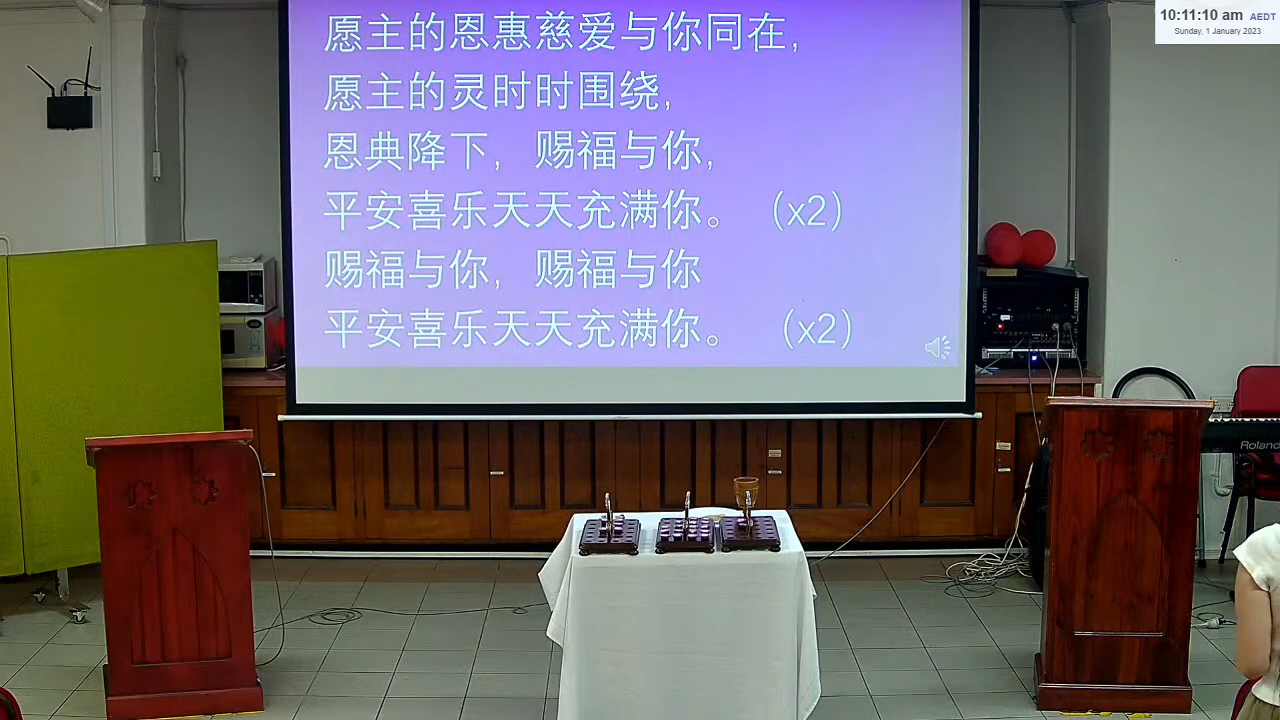 10:11:10 am AEDT
Sunday, 1 January 2023
愿主的恩惠慈爱与你同在，
愿主的灵时时围绕，
恩典降下，赐福与你，
平安喜乐天天充满你。（x2）
赐福与你，赐福与你
平安喜乐天天充满你。（x2）
Roland